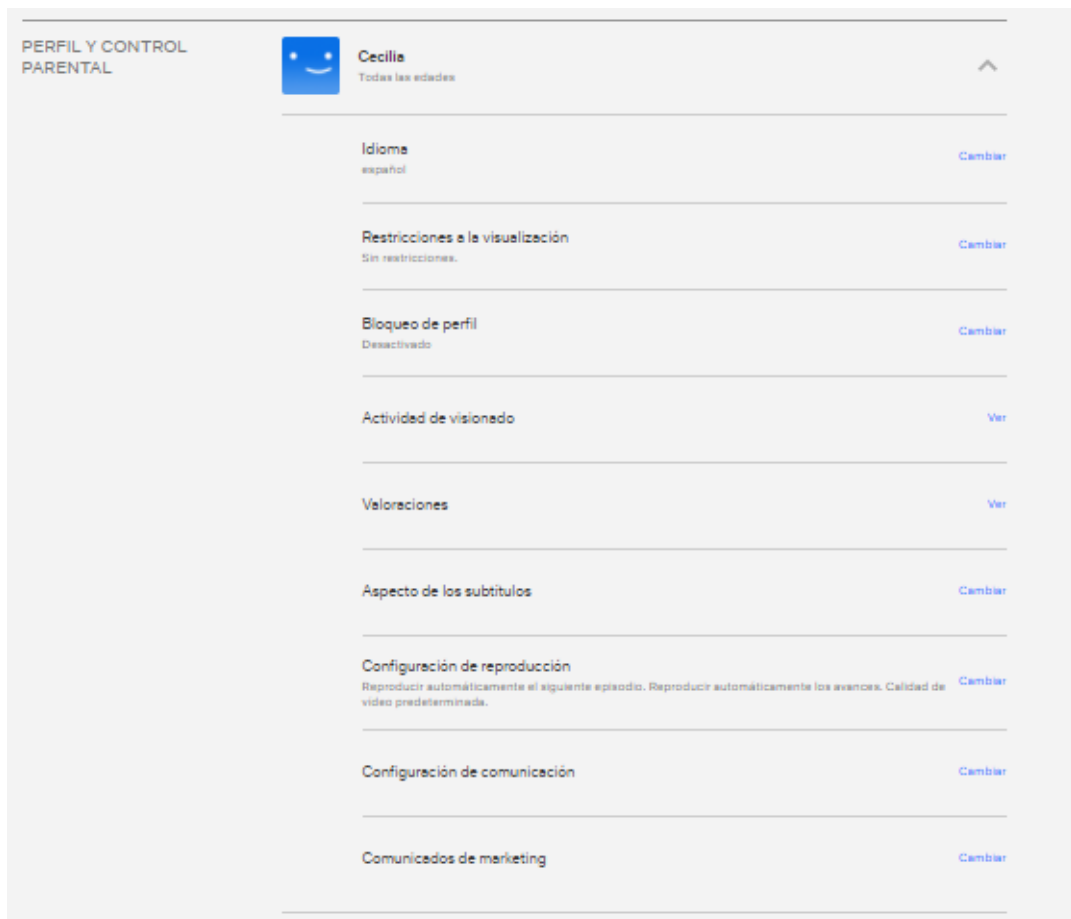 PERFIL Y CONTROL
PARENTAL
Cecilia
Todas las edades
Idioma
español
Cambiar
Restricciones a la visualización
Sin restricciones.
Cambiar
Bloqueo de perfil
Desactivado
Cambiar
Actividad de visionado
Ver
Valoraciones
Ver
Aspecto de los subtítulos
Cambiar
Configuración de reproducción
Reproducir automáticamente el siguiente episodio. Reproducir automáticamente los avances. Calidad de
vídeo predeterminada.
Cambiar
Configuración de comunicación
Cambiar
Comunicados de marketing
Cambiar